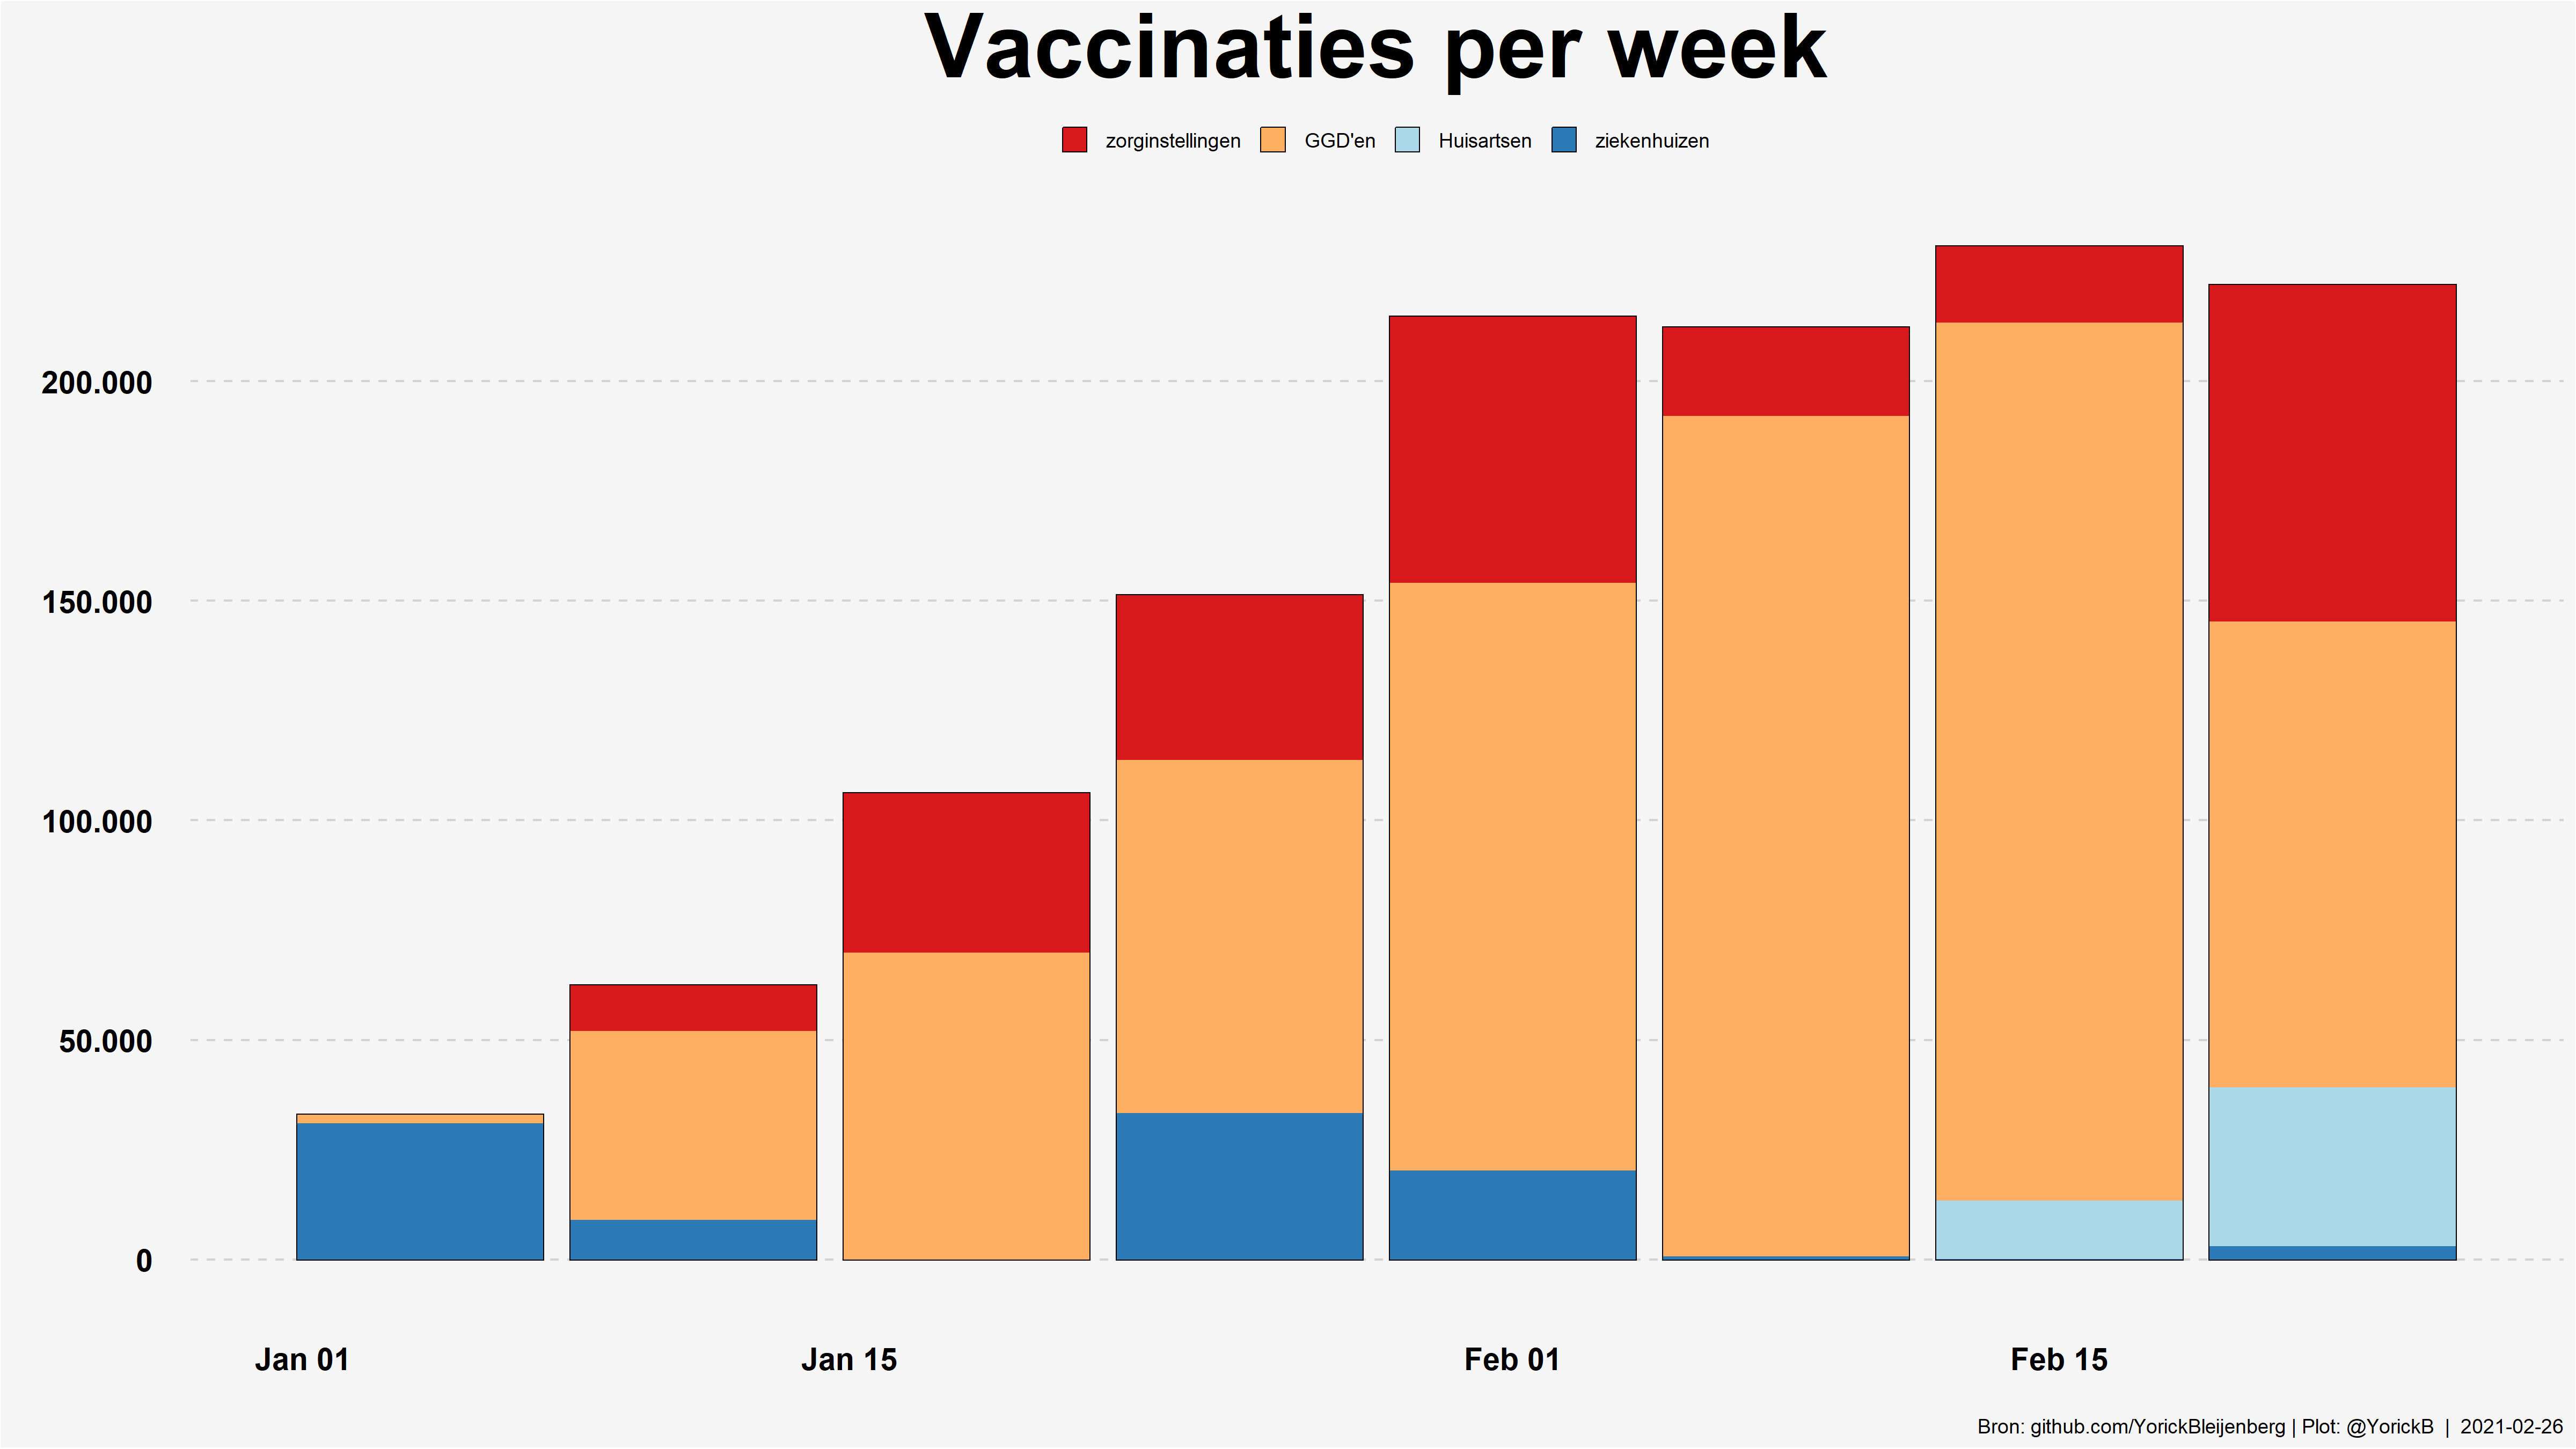 Vaccinaties per week
zorginstellingen GGD'en Huisartsen ziekenhuizen
200.000
150.000
100.000
50.000
0
Jan 01 Jan 15 Feb 01 Feb 15
Bron: github.com/YorickBleijenberg | Plot: @YorickB | 2021-02-26